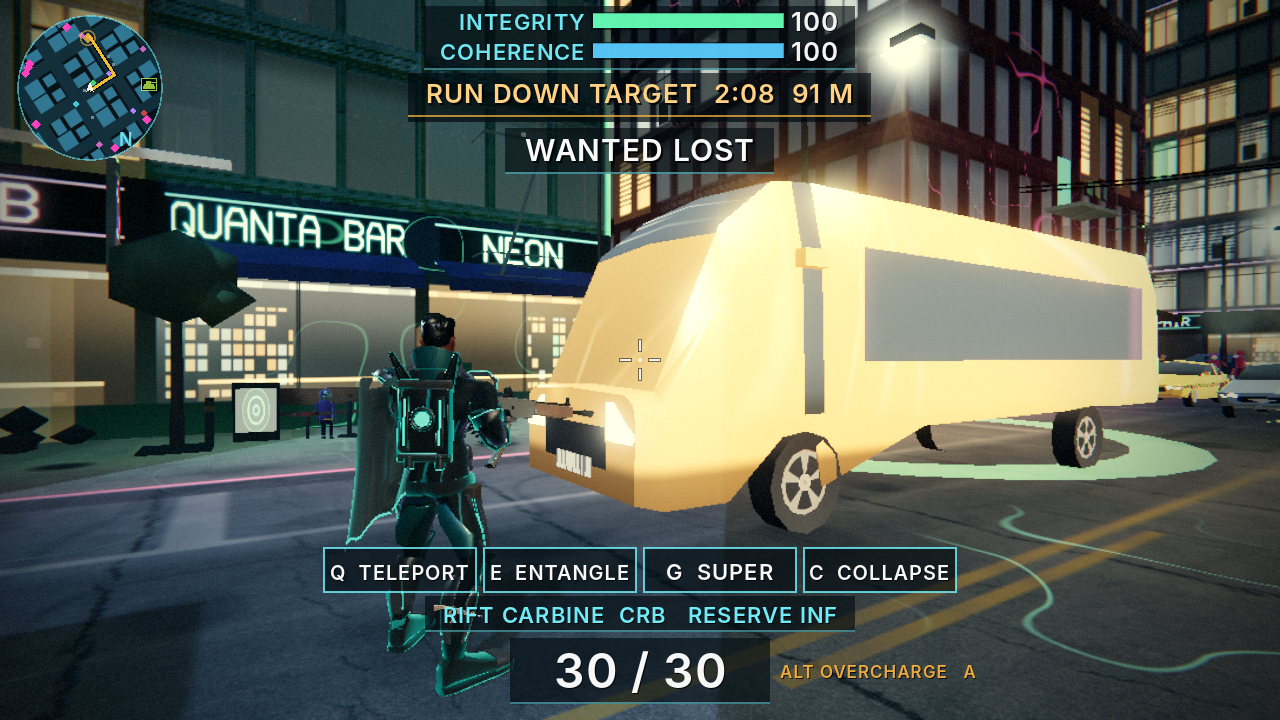 INTEGRITY 100
COHERENCE 100
RUN DOWN TARGET 2:08 91 M
WANTED LOST
N
B
QUANTA BAR
NEON
Q TELEPORT
E ENTANGLE
G SUPER
C COLLAPSE
RIFT CARBINE CRB RESERVE INF
30 / 30
ALT OVERCHARGE A